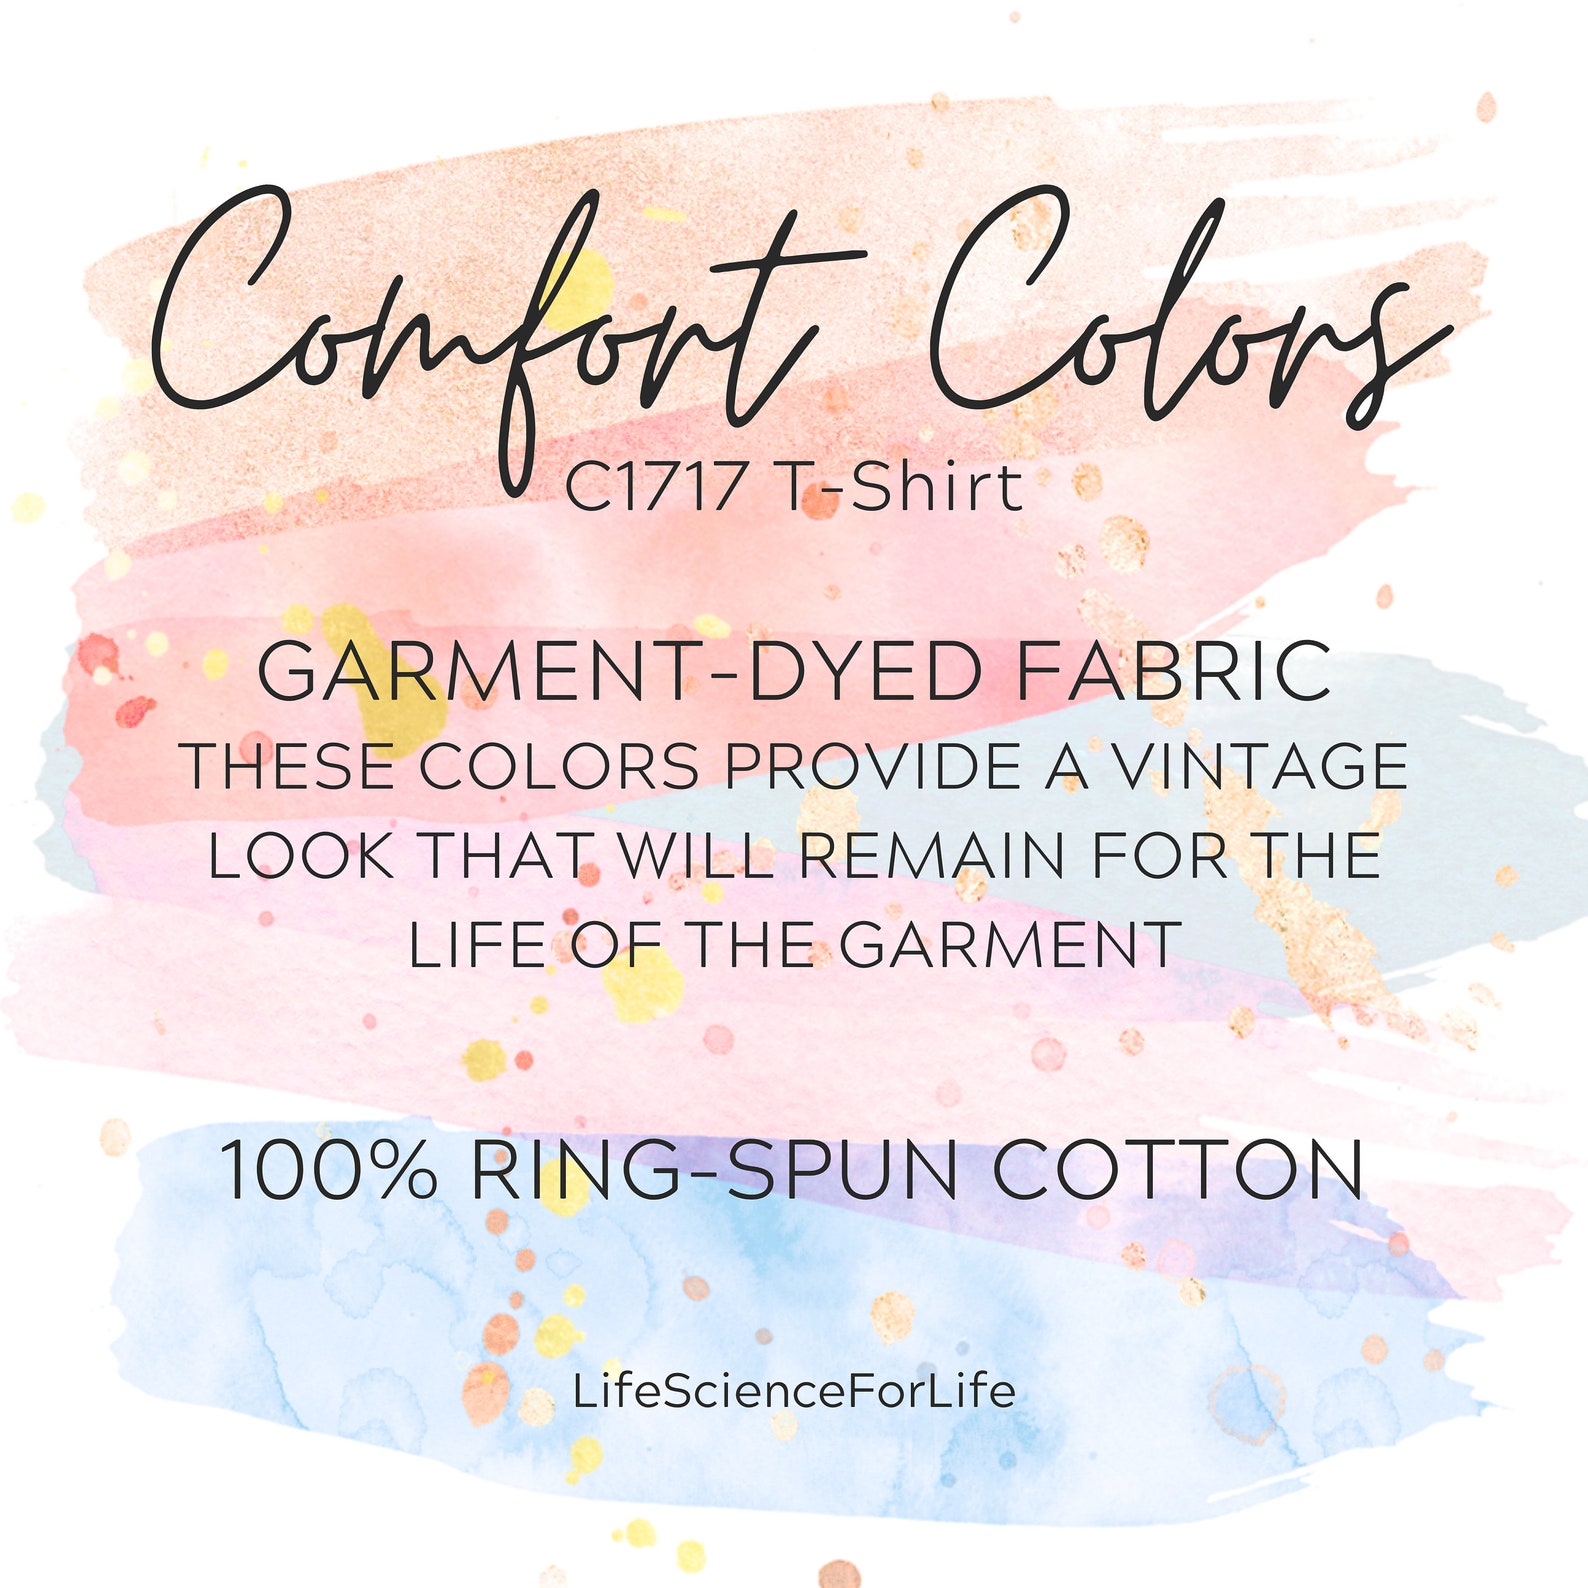 Comfort Colors
C1717 T-Shirt
GARMENT-DYED FABRIC
THESE COLORS PROVIDE A VINTAGE
LOOK THAT WILL REMAIN FOR THE
LIFE OF THE GARMENT
100% RING-SPUN COTTON
LifeScienceForLife